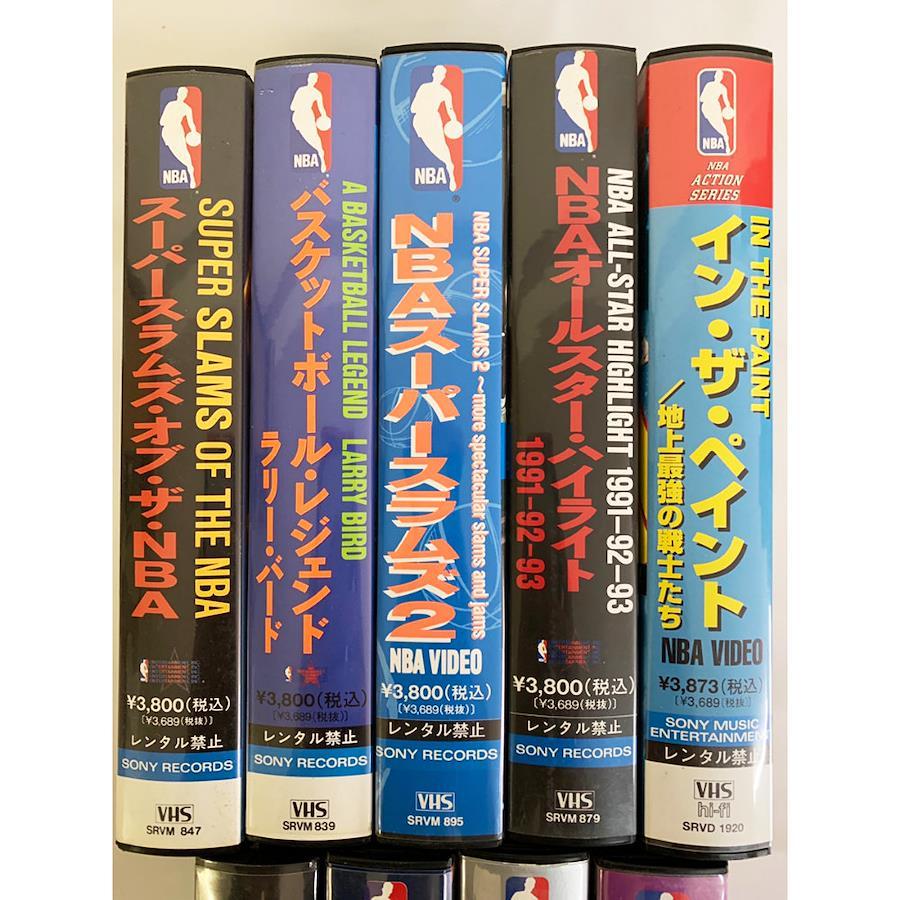 NBA
SUPER SLAMS OF THE NBA
スーパースラムズ・オブ・ザ・NBA
¥3,800(税込)
[¥3,689(税抜)]
レンタル禁止
SONY RECORDS
VHS
SRVM 847
NBA
A BASKETBALL LEGEND LARRY BIRD
バスケットボール・レジェンド
ラリー・バード
¥3,800(税込)
[¥3,689(税抜)]
レンタル禁止
SONY RECORDS
VHS
SRVM 839
NBA
NBA SUPER SLAMS 2 ~more spectacular slams and jams
NBAスーパースラムズ2
NBA VIDEO
¥3,800(税込)
[¥3,689(税抜)]
レンタル禁止
SONY RECORDS
VHS
SRVM 895
NBA
NBA ALL-STAR HIGHLIGHT 1991-92-93
NBAオールスター・ハイライト
1991-92-93
¥3,800(税込)
[¥3,689(税抜)]
レンタル禁止
SONY RECORDS
VHS
SRVM 879
NBA
NBA
ACTION
SERIES
IN THE PAINT
イン・ザ・ペイント
/地上最強の戦士たち
NBA VIDEO
¥3,873(税込)
[¥3,689(税抜)]
SONY MUSIC
ENTERTAINMENT
レンタル禁止
VHS
hi-fi
SRVD 1920